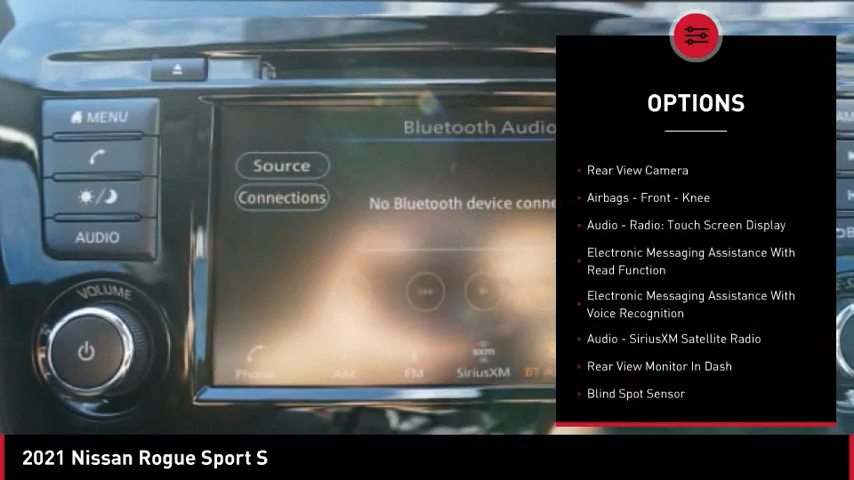 MENU
Bluetooth Audio
Source
Connections
No Bluetooth device conne
AUDIO
VOLUME
Phone
AM
FM
sxm
SiriusXM
BT A
OPTIONS
Rear View Camera
Airbags - Front - Knee
Audio - Radio: Touch Screen Display
Electronic Messaging Assistance With
Read Function
Electronic Messaging Assistance With
Voice Recognition
Audio - SiriusXM Satellite Radio
Rear View Monitor In Dash
Blind Spot Sensor
2021 Nissan Rogue Sport S